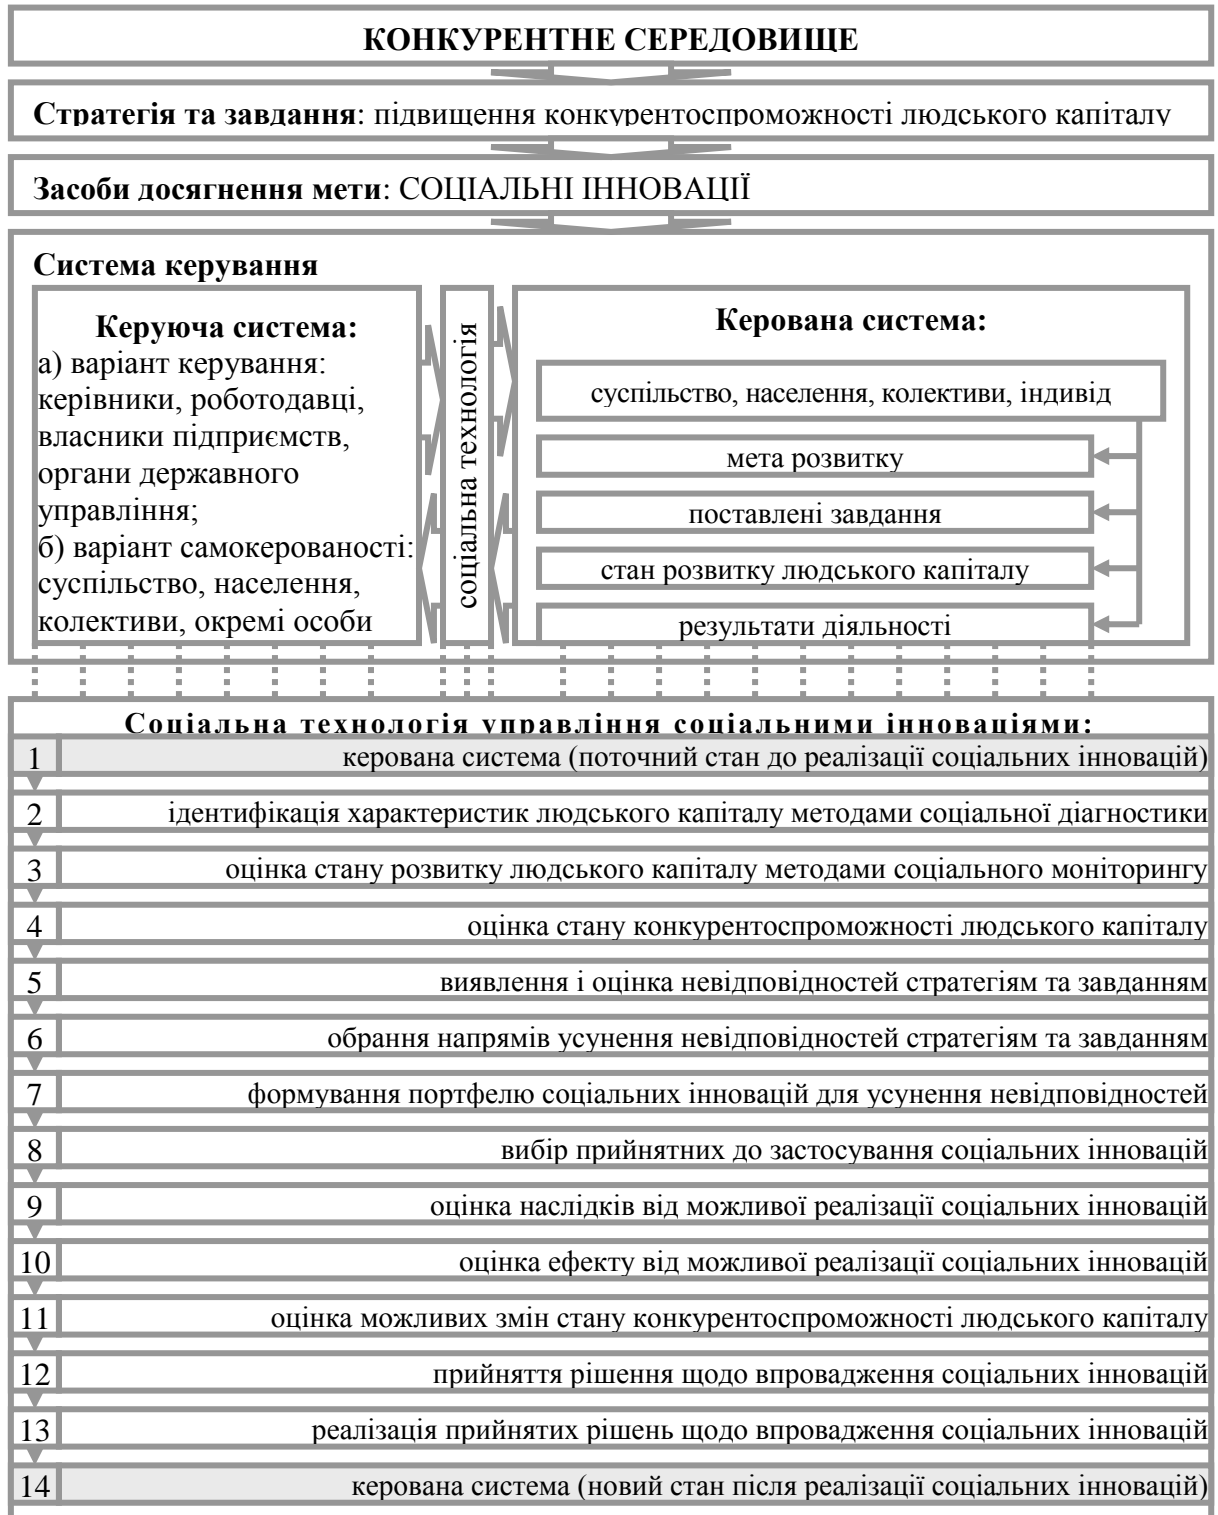 КОНКУРЕНТНЕ СЕРЕДОВИЩЕ
Стратегія та завдання: підвищення конкурентоспроможності людського капіталу
Засоби досягнення мети: СОЦІАЛЬНІ ІННОВАЦІЇ
Система керування
Керуюча система:
а) варіант керування:
керівники, роботодавці,
власники підприємств,
органи державного
управління;
б) варіант самокерованості:
суспільство, населення,
колективи, окремі особи
соціальна технологія
Керована система:
суспільство, населення, колективи, індивід
мета розвитку
поставлені завдання
стан розвитку людського капіталу
результати діяльності
Соціальна технологія управління соціальними інноваціями:
1 керована система (поточний стан до реалізації соціальних інновацій)
2 ідентифікація характеристик людського капіталу методами соціальної діагностики
3 оцінка стану розвитку людського капіталу методами соціального моніторингу
4 оцінка стану конкурентоспроможності людського капіталу
5 виявлення і оцінка невідповідностей стратегіям та завданням
6 обрання напрямів усунення невідповідностей стратегіям та завданням
7 формування портфелю соціальних інновацій для усунення невідповідностей
8 вибір прийнятних до застосування соціальних інновацій
9 оцінка наслідків від можливої реалізації соціальних інновацій
10 оцінка ефекту від можливої реалізації соціальних інновацій
11 оцінка можливих змін стану конкурентоспроможності людського капіталу
12 прийняття рішення щодо впровадження соціальних інновацій
13 реалізація прийнятих рішень щодо впровадження соціальних інновацій
14 керована система (новий стан після реалізації соціальних інновацій)